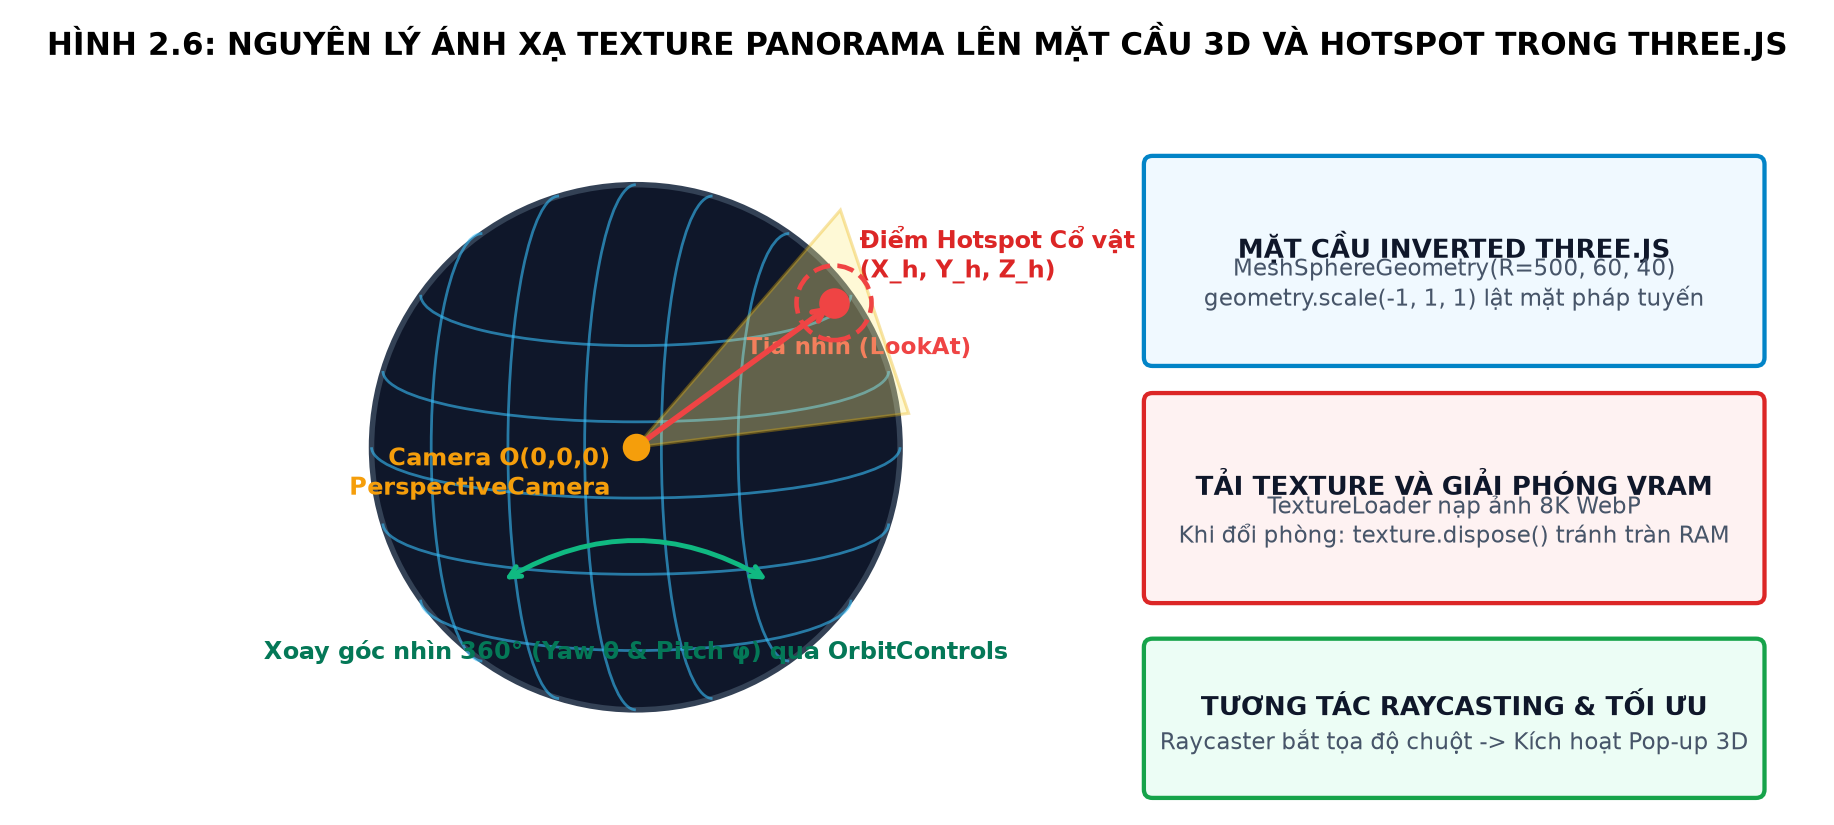 HÌNH 2.6: NGUYÊN LÝ ÁNH XẠ TEXTURE PANORAMA LÊN MẶT CẦU 3D VÀ HOTSPOT TRONG THREE.JS
Điểm Hotspot Cổ vật
(X_h, Y_h, Z_h)
Tia nhìn (LookAt)
Camera O(0,0,0)
PerspectiveCamera
Xoay góc nhìn 360° (Yaw θ & Pitch φ) qua OrbitControls
MẶT CẦU INVERTED THREE.JS
MeshSphereGeometry(R=500, 60, 40)
geometry.scale(-1, 1, 1) lật mặt pháp tuyến
TẢI TEXTURE VÀ GIẢI PHÓNG VRAM
TextureLoader nạp ảnh 8K WebP
Khi đổi phòng: texture.dispose() tránh tràn RAM
TƯƠNG TÁC RAYCASTING & TỐI ƯU
Raycaster bắt tọa độ chuột -> Kích hoạt Pop-up 3D